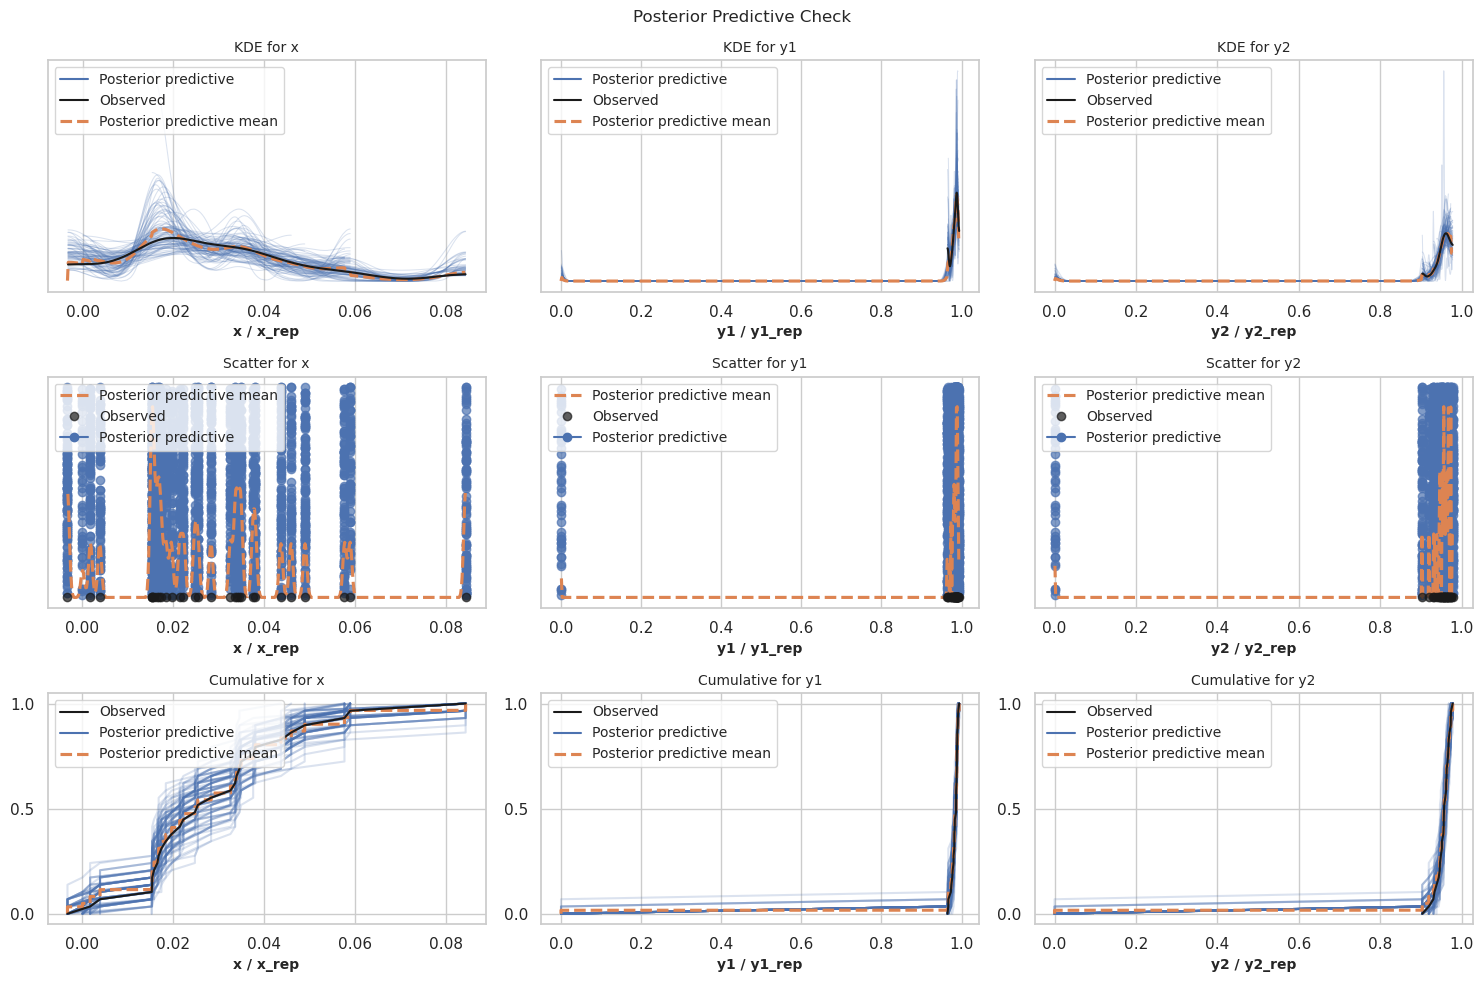 Posterior Predictive Check
KDE for x
Posterior predictive
Observed
Posterior predictive mean
0.00 0.02 0.04 0.06 0.08
x / x_rep
KDE for y1
Posterior predictive
Observed
Posterior predictive mean
0.0 0.2 0.4 0.6 0.8 1.0
y1 / y1_rep
KDE for y2
Posterior predictive
Observed
Posterior predictive mean
0.0 0.2 0.4 0.6 0.8 1.0
y2 / y2_rep
Scatter for x
Posterior predictive mean
Observed
Posterior predictive
0.00 0.02 0.04 0.06 0.08
x / x_rep
Scatter for y1
Posterior predictive mean
Observed
Posterior predictive
0.0 0.2 0.4 0.6 0.8 1.0
y1 / y1_rep
Scatter for y2
Posterior predictive mean
Observed
Posterior predictive
0.0 0.2 0.4 0.6 0.8 1.0
y2 / y2_rep
Cumulative for x
Observed
Posterior predictive
Posterior predictive mean
1.0
0.5
0.0
0.00 0.02 0.04 0.06 0.08
x / x_rep
Cumulative for y1
Observed
Posterior predictive
Posterior predictive mean
1.0
0.5
0.0
0.0 0.2 0.4 0.6 0.8 1.0
y1 / y1_rep
Cumulative for y2
Observed
Posterior predictive
Posterior predictive mean
1.0
0.5
0.0
0.0 0.2 0.4 0.6 0.8 1.0
y2 / y2_rep